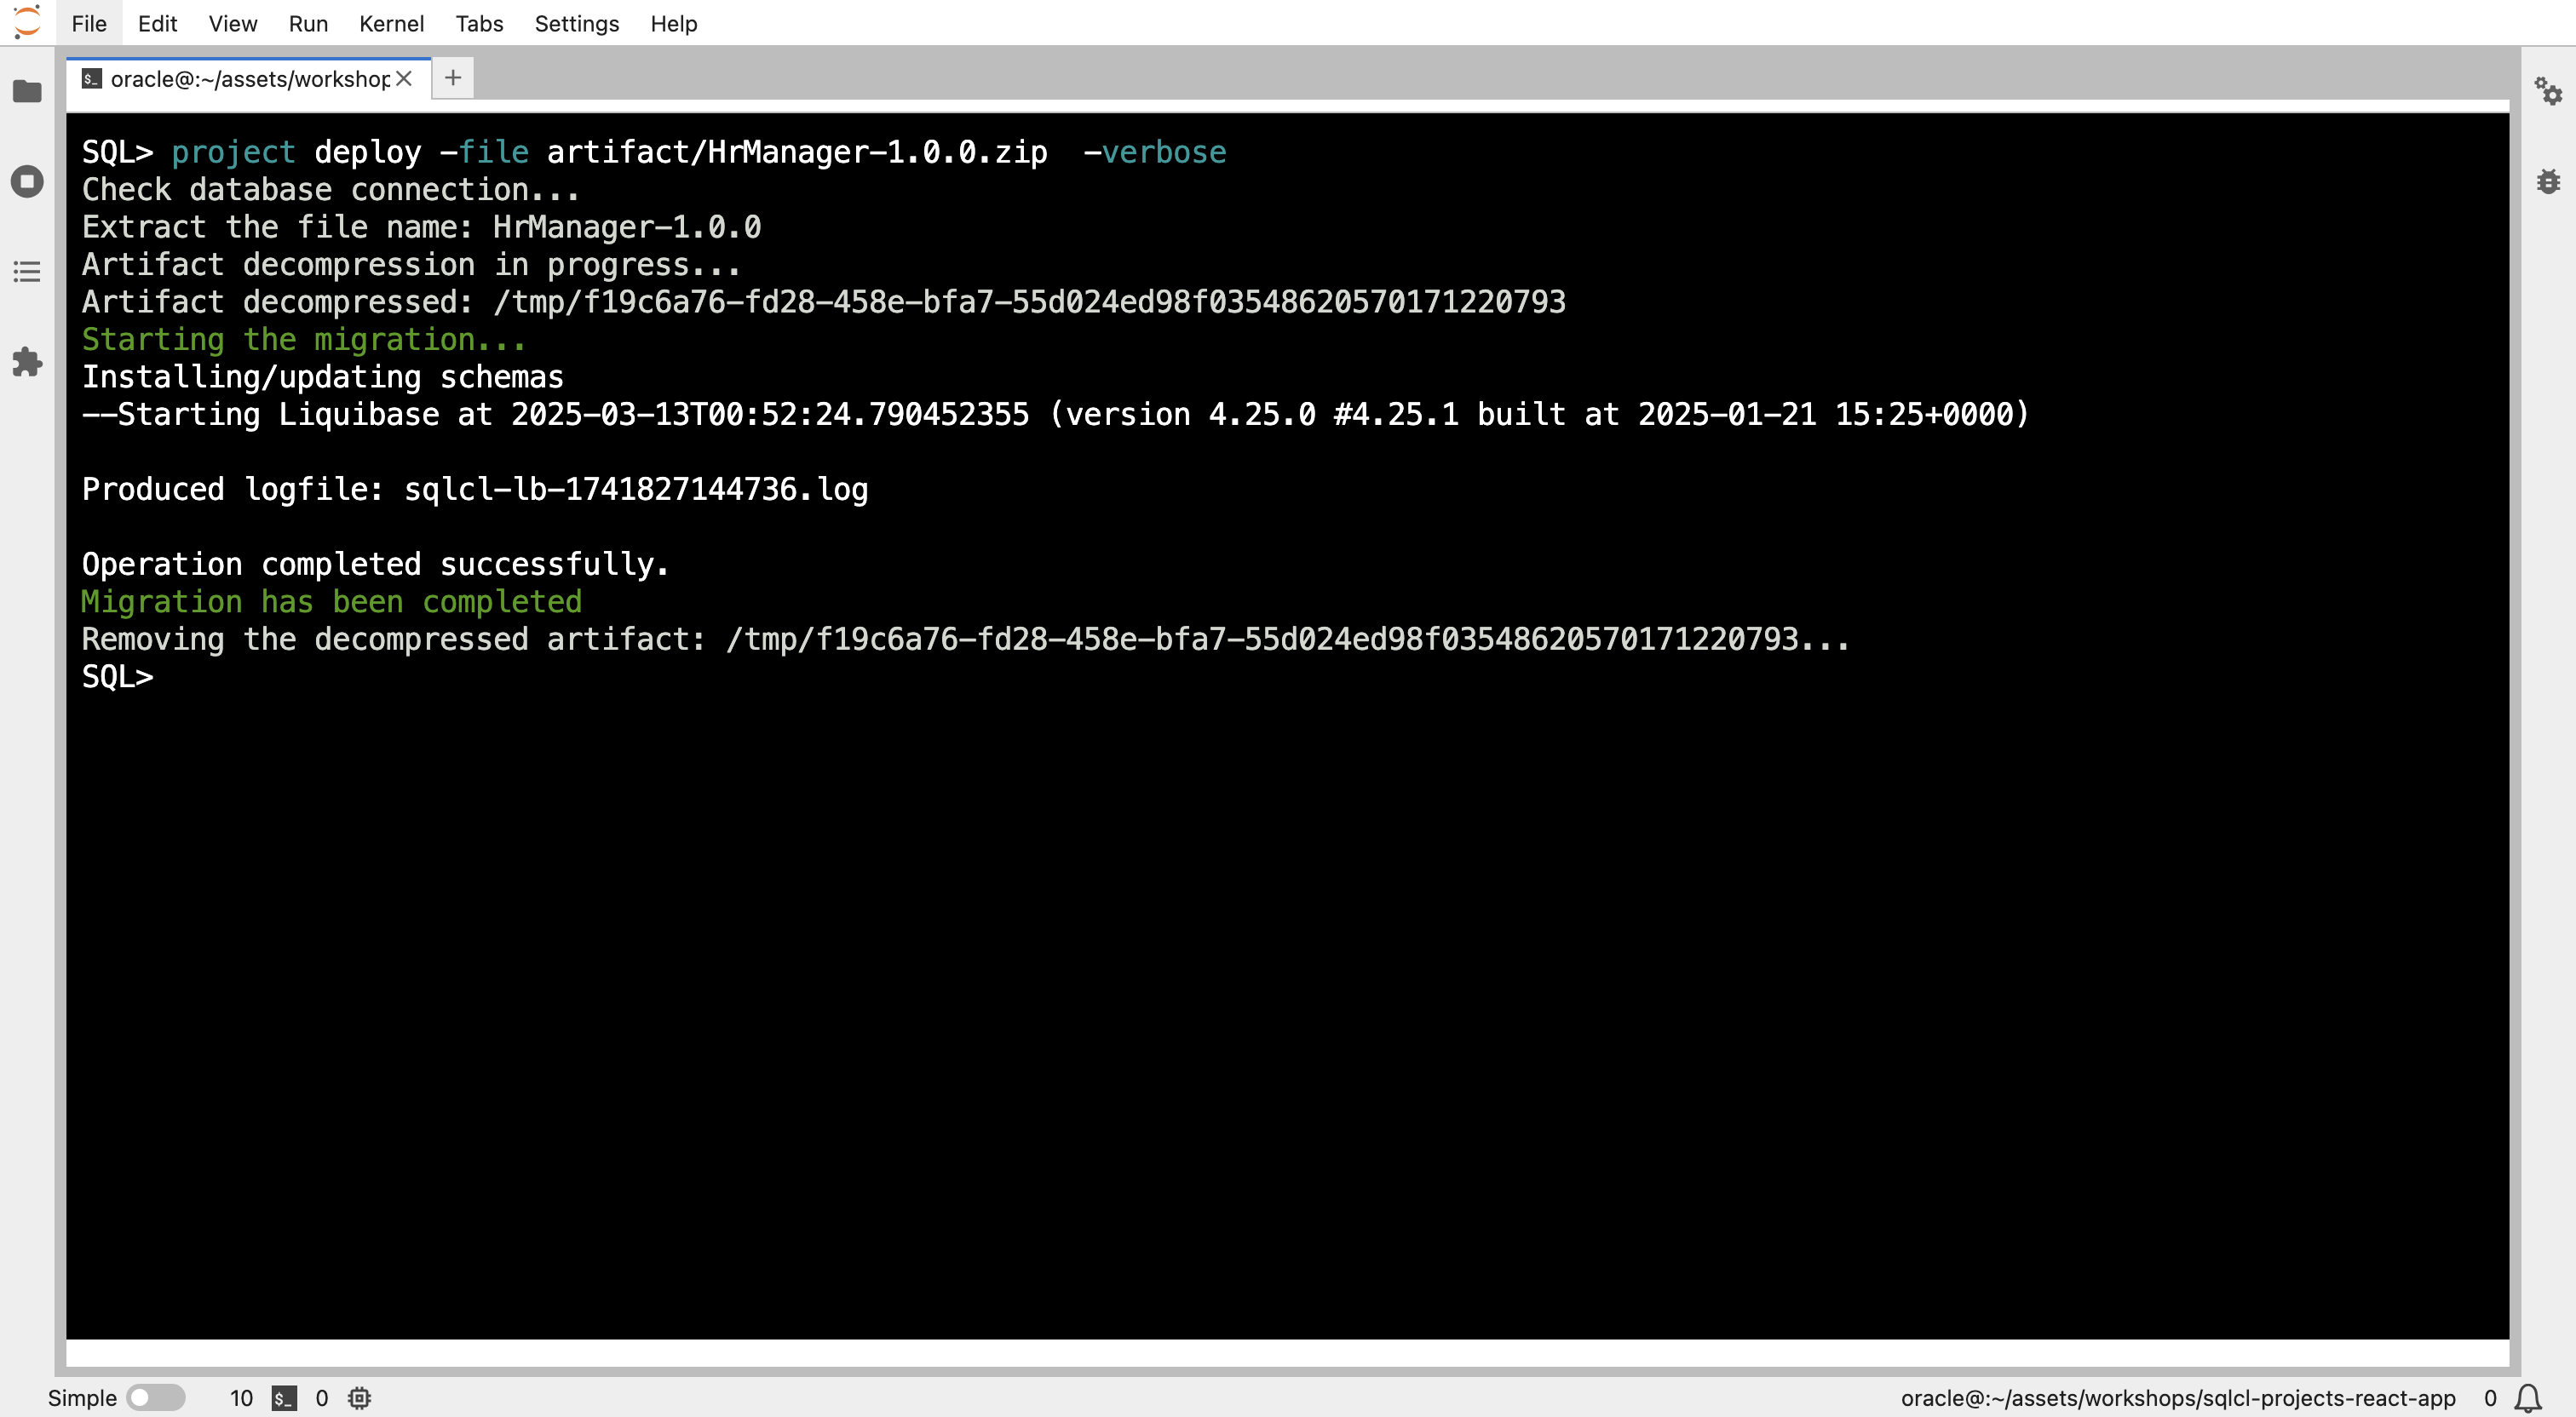 File Edit View Run Kernel Tabs Settings Help
$_ oracle@:~/assets/workshop
SQL> project deploy -file artifact/HrManager-1.0.0.zip  -verbose
Check database connection...
Extract the file name: HrManager-1.0.0
Artifact decompression in progress...
Artifact decompressed: /tmp/f19c6a76-fd28-458e-bfa7-55d024ed98f03548620570171220793
Starting the migration...
Installing/updating schemas
--Starting Liquibase at 2025-03-13T00:52:24.790452355 (version 4.25.0 #4.25.1 built at 2025-01-21 15:25+0000)
Produced logfile: sqlcl-lb-1741827144736.log
Operation completed successfully.
Migration has been completed
Removing the decompressed artifact: /tmp/f19c6a76-fd28-458e-bfa7-55d024ed98f03548620570171220793...
SQL>
Simple 10 $_ 0 oracle@:~/assets/workshops/sqlcl-projects-react-app 0